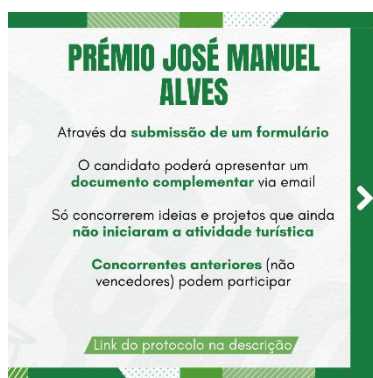 PRÉMIO JOSÉ MANUEL
ALVES
Através da submissão de um formulário
O candidato poderá apresentar um
documento complementar via email
Só concorrerem ideias e projetos que ainda
não iniciaram a atividade turística
Concorrentes anteriores (não
vencedores) podem participar
Link do protocolo na descrição